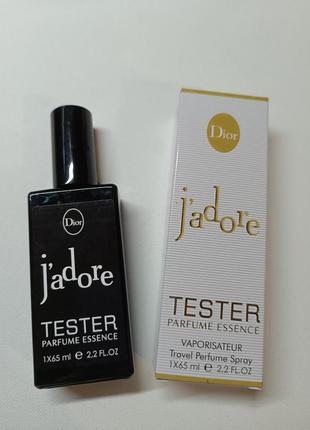 Dior
j'adore
TESTER
PARFUME ESSENCE
1X65 ml e 2.2 FL.OZ
Dior
j'adore
TESTER
PARFUME ESSENCE
VAPORISATEUR
Travel Perfume Spray
1X65 ml e 2.2 FL.OZ